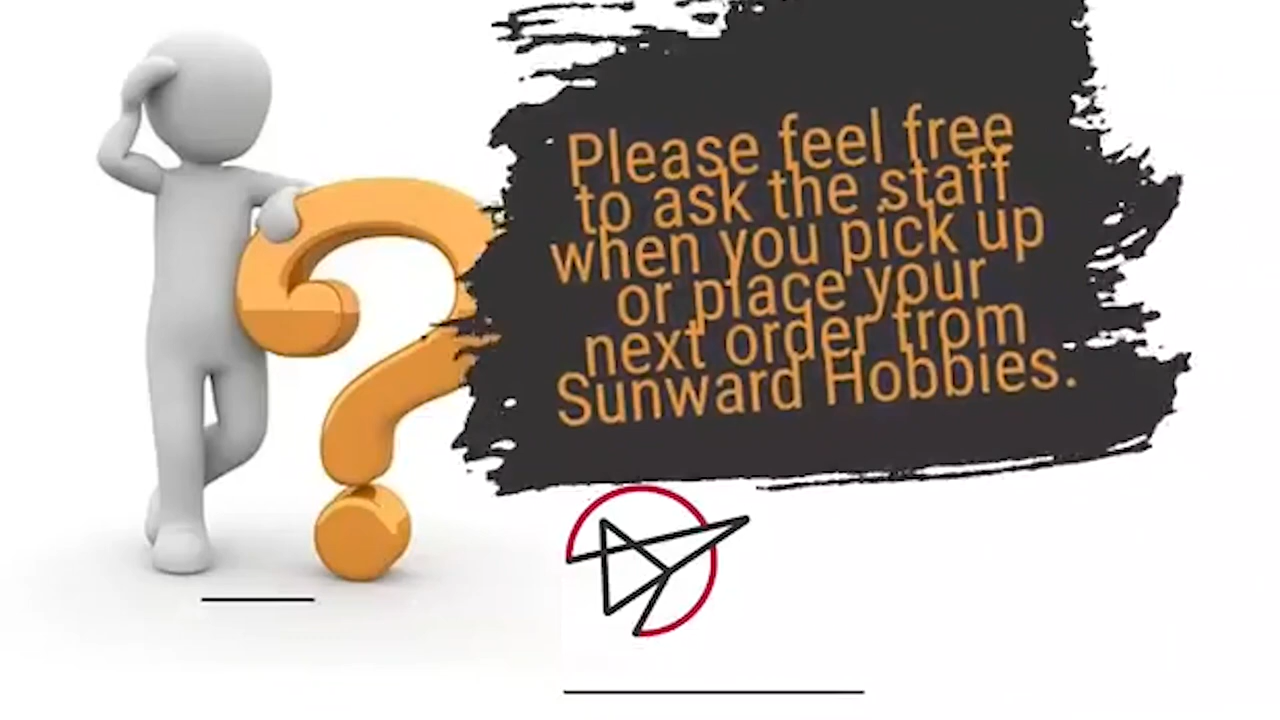 Please feel free
to ask the staff
when you pick up
or place your
next order from
Sunward Hobbies.